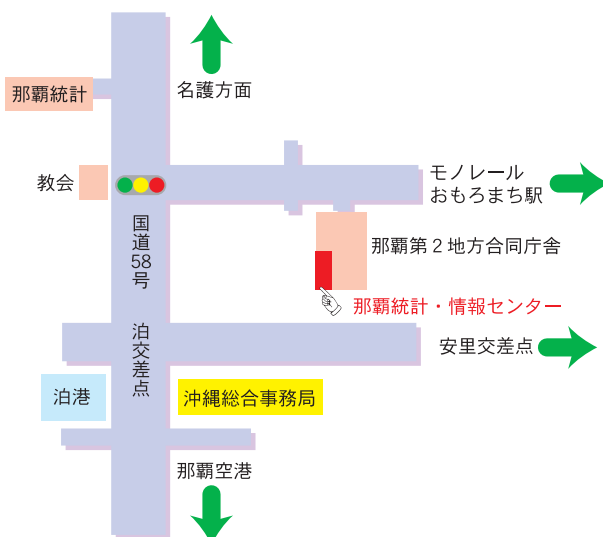 名護方面
那覇統計
モノレール
おもろまち駅
教会
国道58号
那覇第2地方合同庁舎
那覇統計・情報センター
泊交差点
安里交差点
泊港
沖縄総合事務局
那覇空港